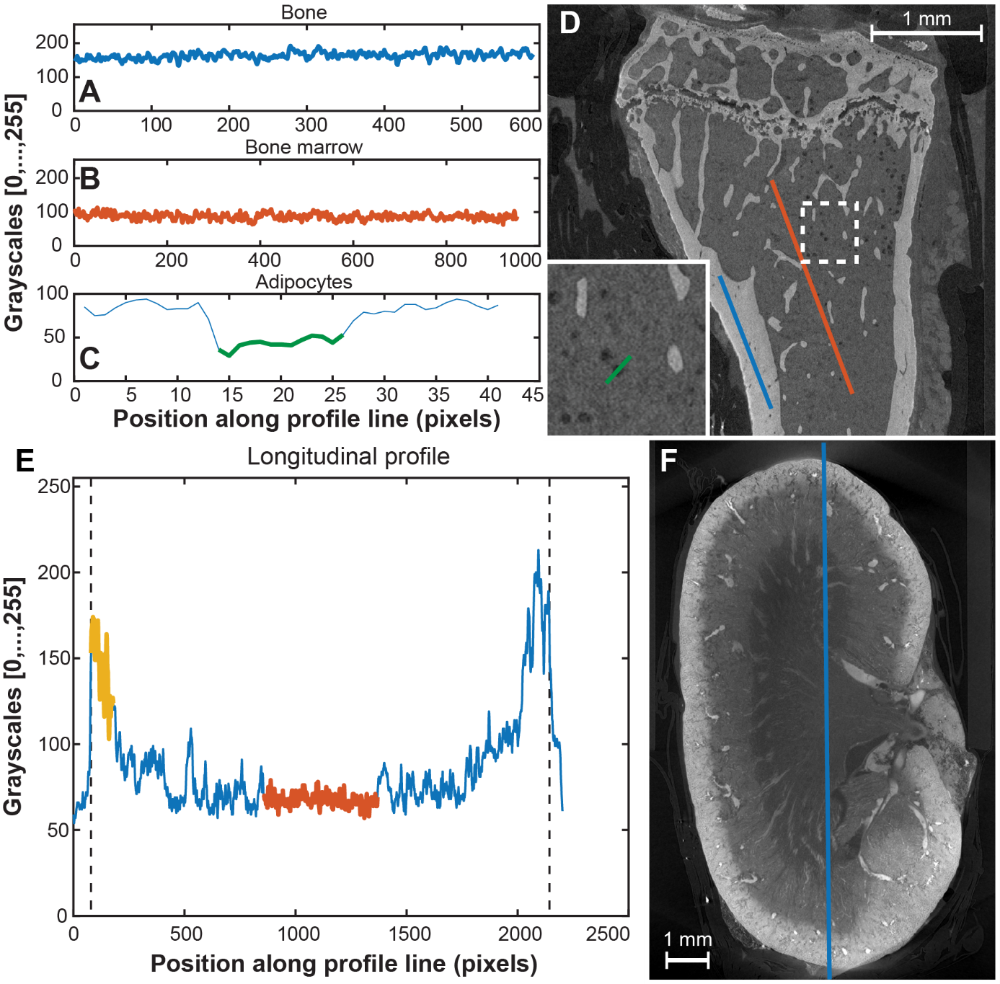 Bone
200
100
0
A
0 100 200 300 400 500 600
Bone marrow
200
100
0
B
0 200 400 600 800 1000
Adipocytes
100
50
0
C
0 5 10 15 20 25 30 35 40 45
Position along profile line (pixels)
Grayscales [0,...,255]
D
1 mm
E
Longitudinal profile
250
200
150
100
50
0
0 500 1000 1500 2000 2500
Position along profile line (pixels)
Grayscales [0,...,255]
F
1 mm